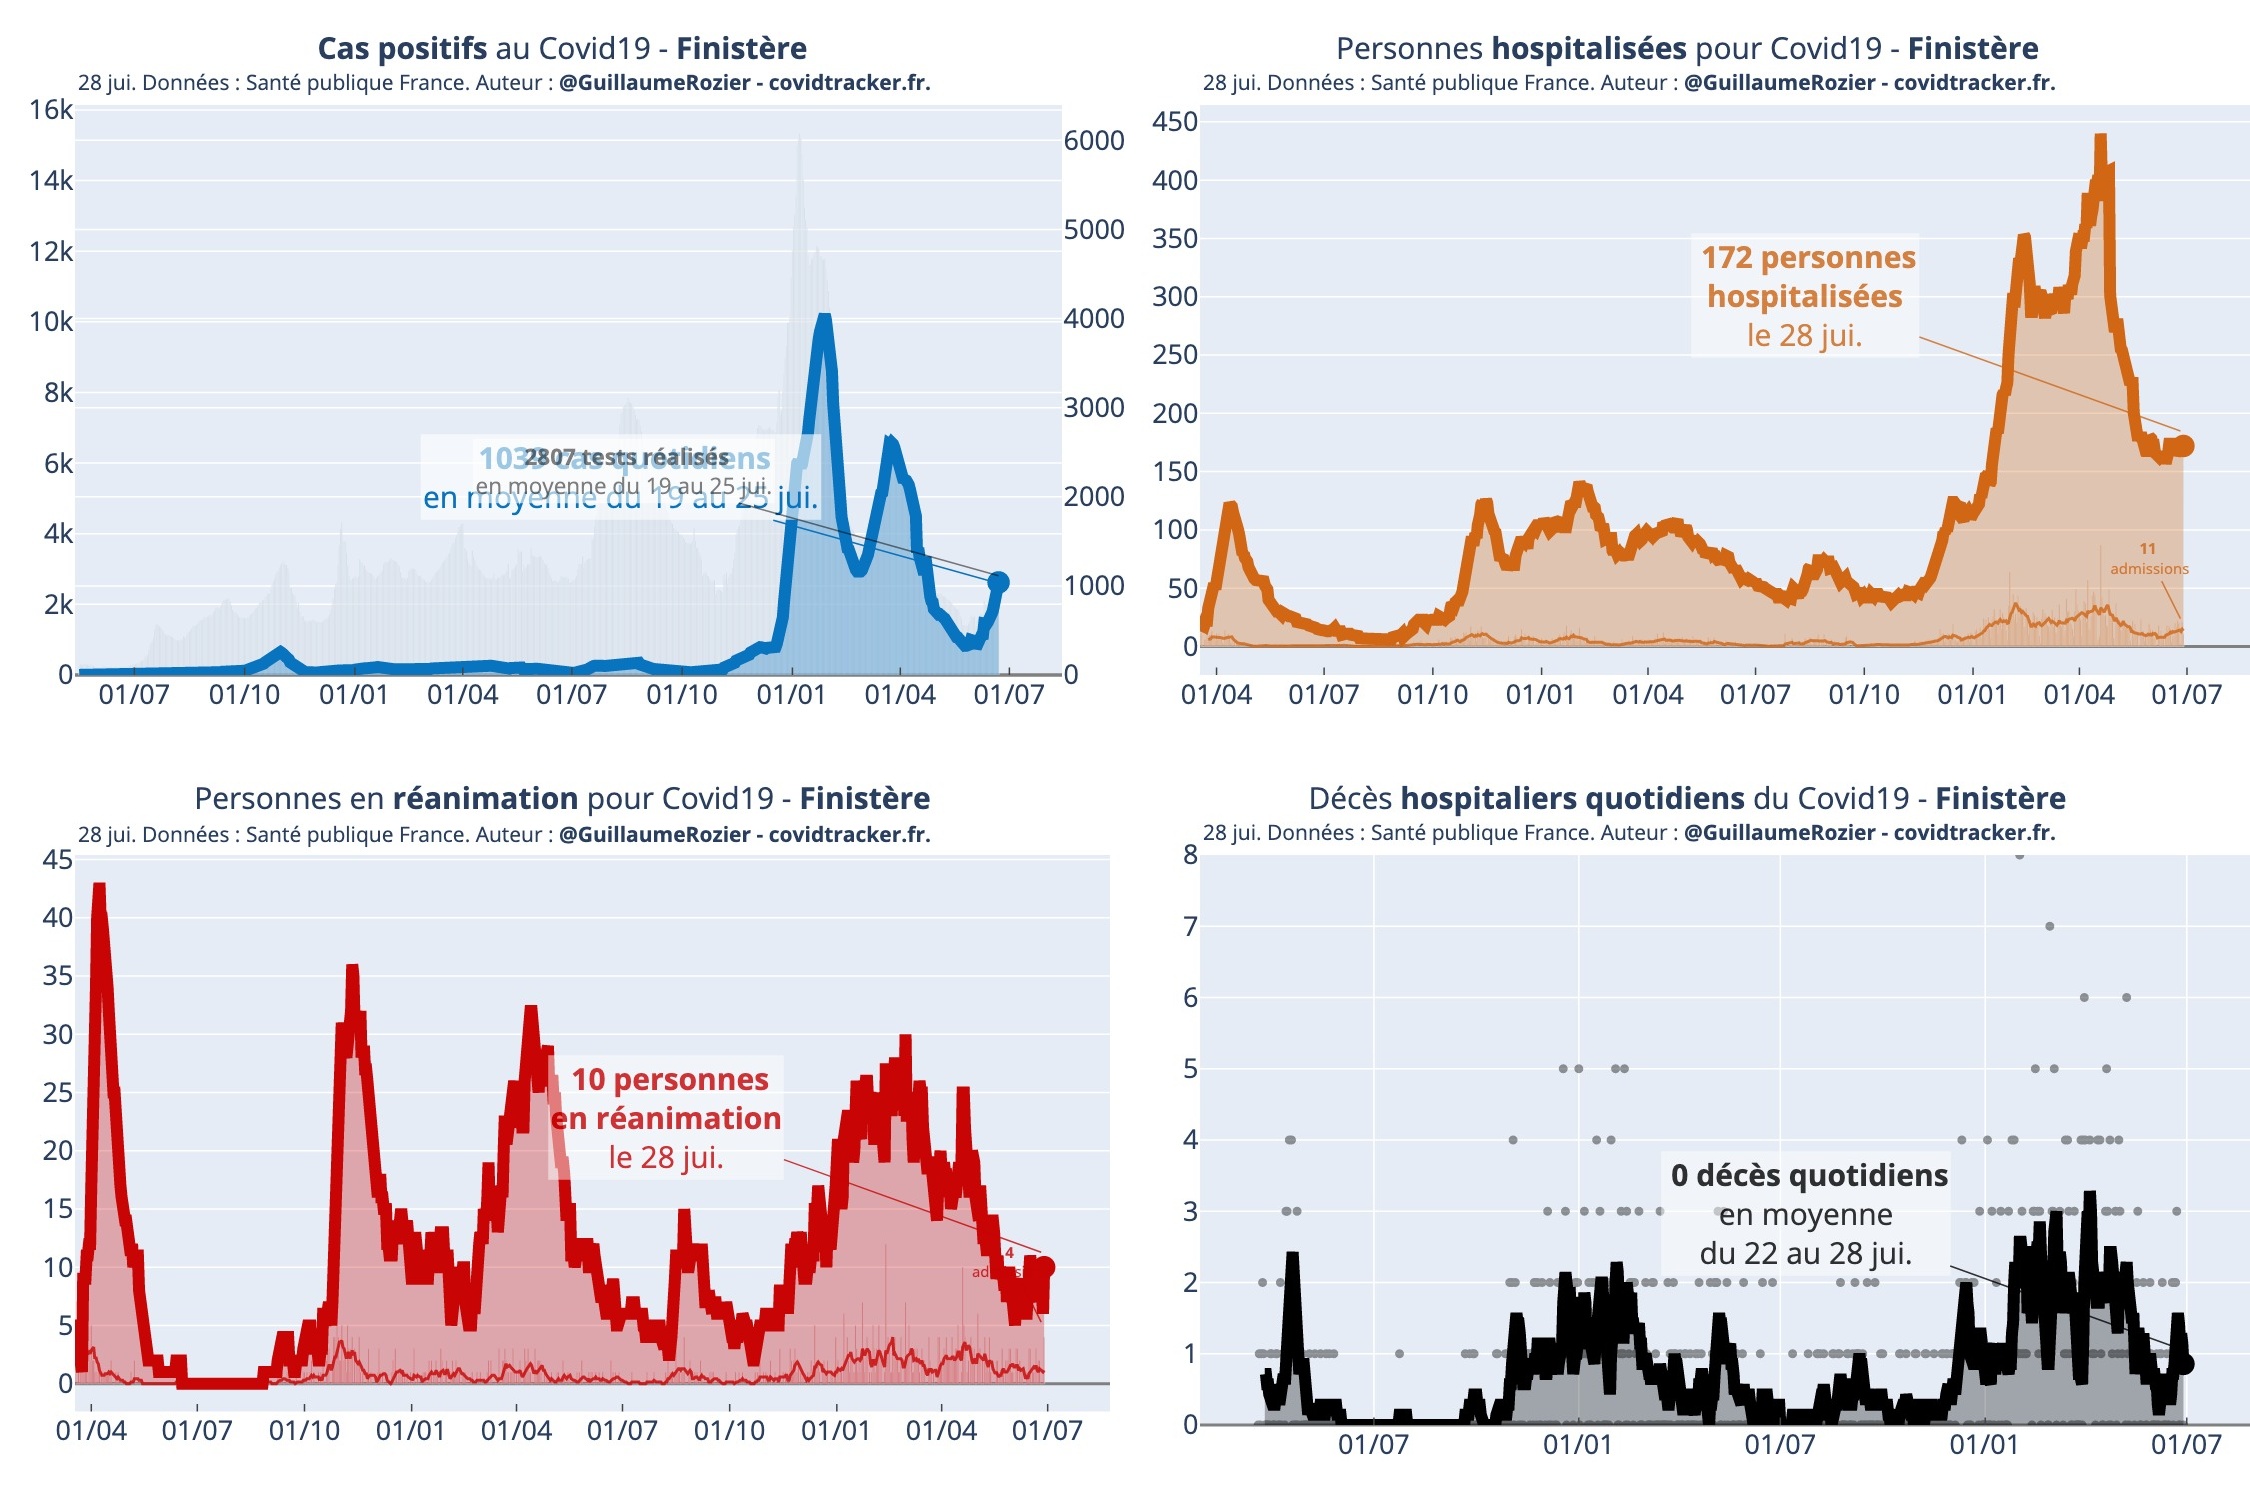 Cas positifs au Covid19 - Finistère
28 jui. Données : Santé publique France. Auteur : @GuillaumeRozier - covidtracker.fr.
16k
14k
12k
10k
8k
6k
4k
2k
0
6000
5000
4000
3000
2000
1000
0
1039 cas quotidiens
en moyenne du 19 au 25 jui.
2807 tests réalisés
en moyenne du 19 au 25 jui.
01/07 01/10 01/01 01/04 01/07 01/10 01/01 01/04 01/07
Personnes hospitalisées pour Covid19 - Finistère
28 jui. Données : Santé publique France. Auteur : @GuillaumeRozier - covidtracker.fr.
450
400
350
300
250
200
150
100
50
0
172 personnes
hospitalisées
le 28 jui.
11
admissions
01/04 01/07 01/10 01/01 01/04 01/07 01/10 01/01 01/04 01/07
Personnes en réanimation pour Covid19 - Finistère
28 jui. Données : Santé publique France. Auteur : @GuillaumeRozier - covidtracker.fr.
45
40
35
30
25
20
15
10
5
0
10 personnes
en réanimation
le 28 jui.
4
01/04 01/07 01/10 01/01 01/04 01/07 01/10 01/01 01/04 01/07
Décès hospitaliers quotidiens du Covid19 - Finistère
28 jui. Données : Santé publique France. Auteur : @GuillaumeRozier - covidtracker.fr.
8
7
6
5
4
3
2
1
0
0 décès quotidiens
en moyenne
du 22 au 28 jui.
01/07 01/01 01/07 01/01 01/07